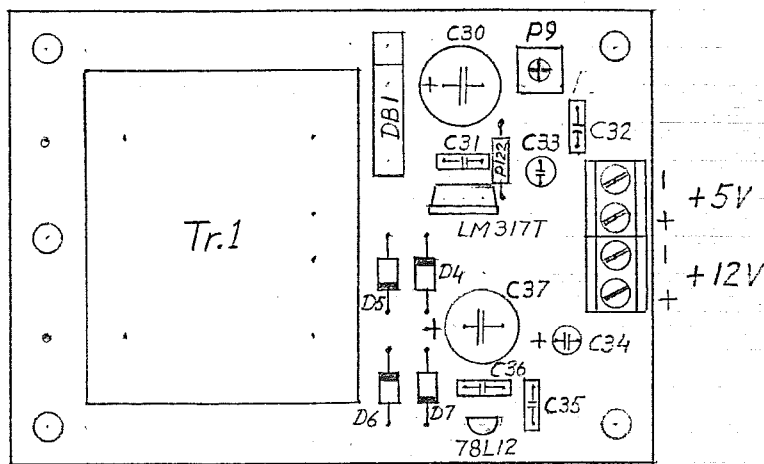 C30
P9
DB1
C31
R122
C33
C32
Tr.1
LM317T
-
+5V
+
-
+12V
+
D5
D4
C37
+
+
C34
C36
D6
D7
C35
78L12
+